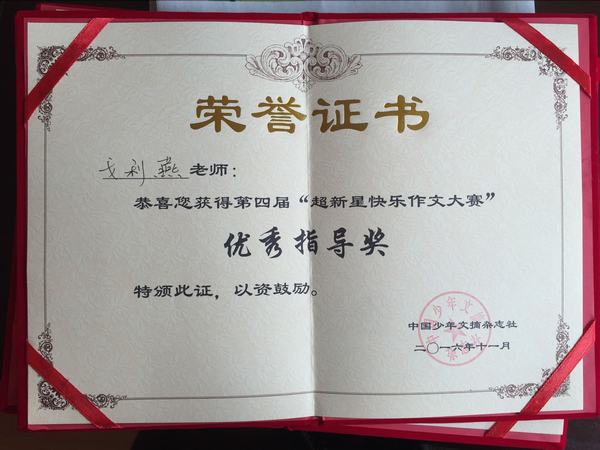 荣誉证书
戈利燕老师：
恭喜您获得第四届“超新星快乐作文大赛”
优秀指导奖
特颁此证，以资鼓励。
中国少年文摘杂志社
二〇一六年十一月